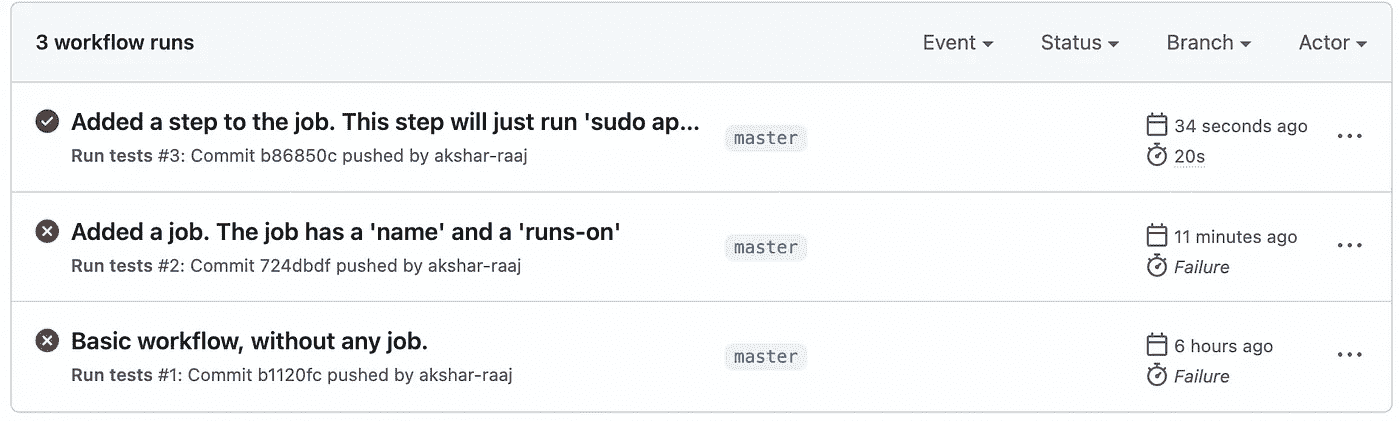 3 workflow runs Event Status Branch Actor
Added a step to the job. This step will just run 'sudo ap...
master
34 seconds ago
Run tests #3: Commit b86850c pushed by akshar-raaj
20s
Added a job. The job has a 'name' and a 'runs-on'
master
11 minutes ago
Run tests #2: Commit 724dbdf pushed by akshar-raaj
Failure
Basic workflow, without any job.
master
6 hours ago
Run tests #1: Commit b1120fc pushed by akshar-raaj
Failure